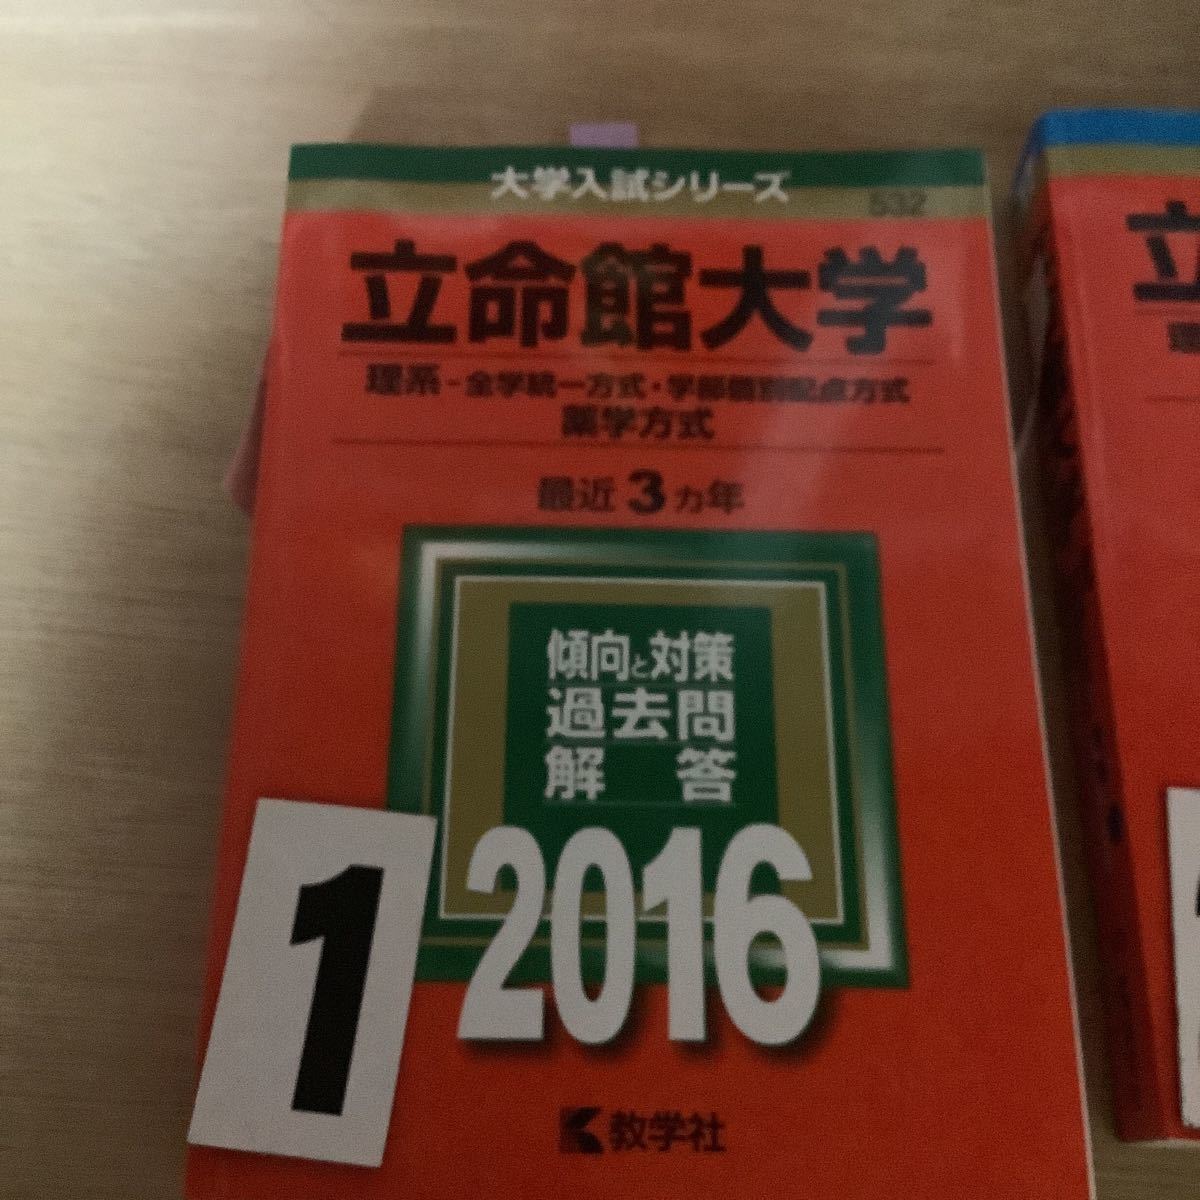 大学入試シリーズ
532
立命館大学
理系-全学統一方式・学部個別配点方式
薬学方式
最近3カ年
傾向と対策
過去問
解答
2016
1
教学社
立
理